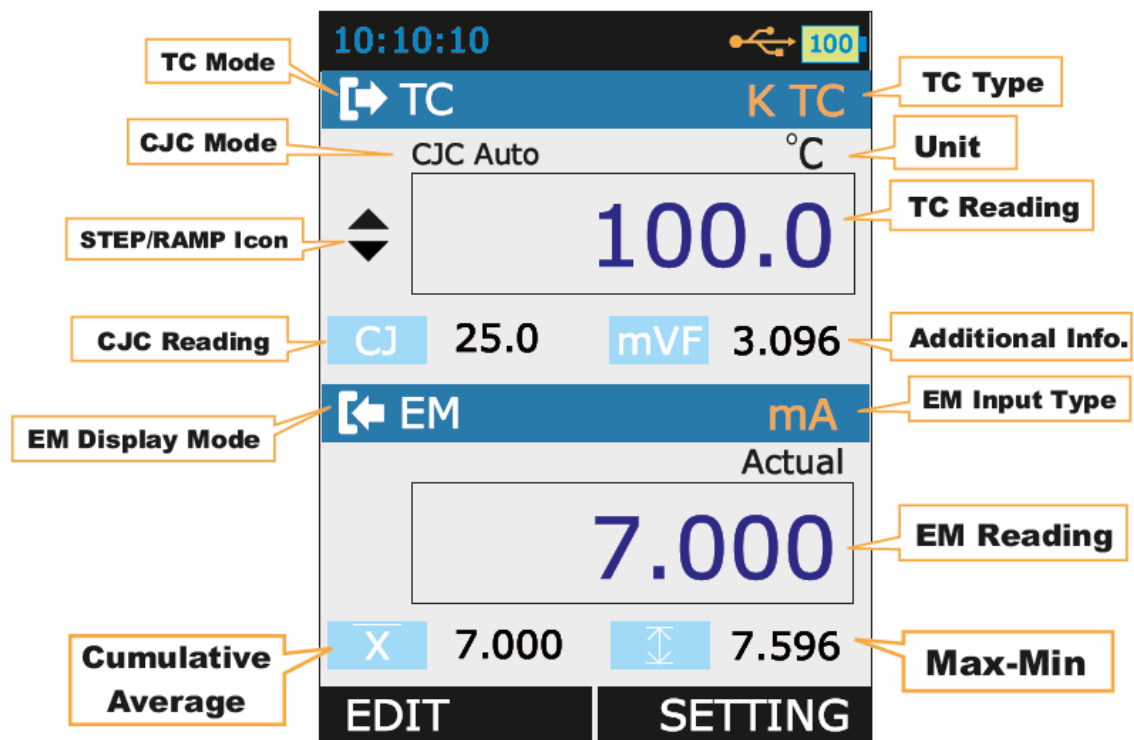 10:10:10 100
TC Mode TC K TC TC Type
CJC Mode CJC Auto °C Unit
STEP/RAMP Icon 100.0 TC Reading
CJC Reading CJ 25.0 mVF 3.096 Additional Info.
EM Display Mode EM mA EM Input Type
Actual
7.000 EM Reading
Cumulative
Average X 7.000 7.596 Max-Min
EDIT SETTING